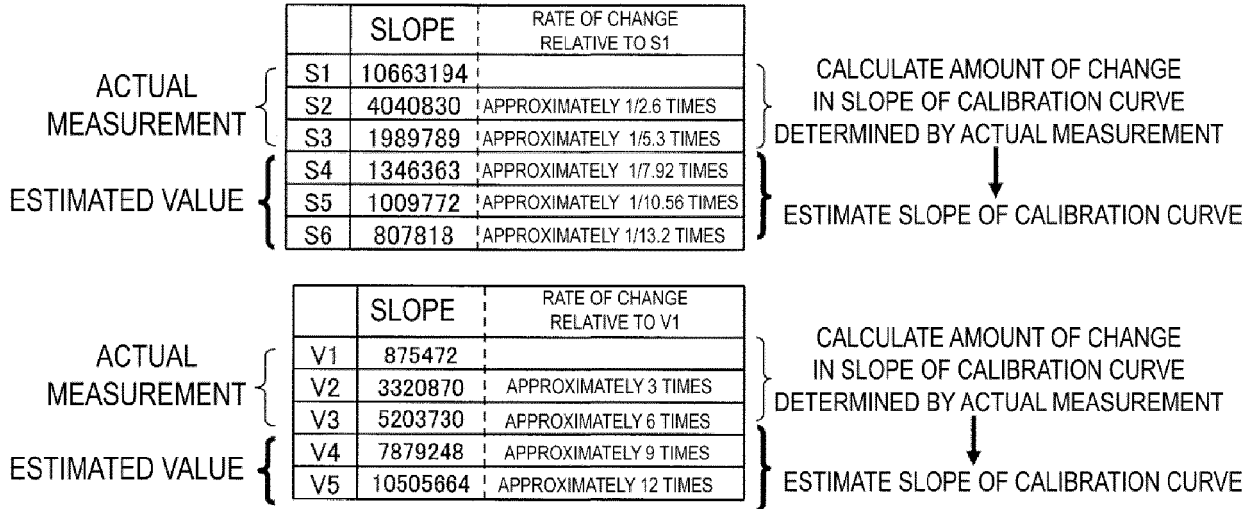 SLOPE RATE OF CHANGE
RELATIVE TO S1
S1 10663194
S2 4040830 APPROXIMATELY 1/2.6 TIMES
S3 1989789 APPROXIMATELY 1/5.3 TIMES
S4 1346363 APPROXIMATELY 1/7.92 TIMES
S5 1009772 APPROXIMATELY 1/10.56 TIMES
S6 807818 APPROXIMATELY 1/13.2 TIMES
ACTUAL
MEASUREMENT
ESTIMATED VALUE
CALCULATE AMOUNT OF CHANGE
IN SLOPE OF CALIBRATION CURVE
DETERMINED BY ACTUAL MEASUREMENT
ESTIMATE SLOPE OF CALIBRATION CURVE
SLOPE RATE OF CHANGE
RELATIVE TO V1
V1 875472
V2 3320870 APPROXIMATELY 3 TIMES
V3 5203730 APPROXIMATELY 6 TIMES
V4 7879248 APPROXIMATELY 9 TIMES
V5 10505664 APPROXIMATELY 12 TIMES
ACTUAL
MEASUREMENT
ESTIMATED VALUE
CALCULATE AMOUNT OF CHANGE
IN SLOPE OF CALIBRATION CURVE
DETERMINED BY ACTUAL MEASUREMENT
ESTIMATE SLOPE OF CALIBRATION CURVE